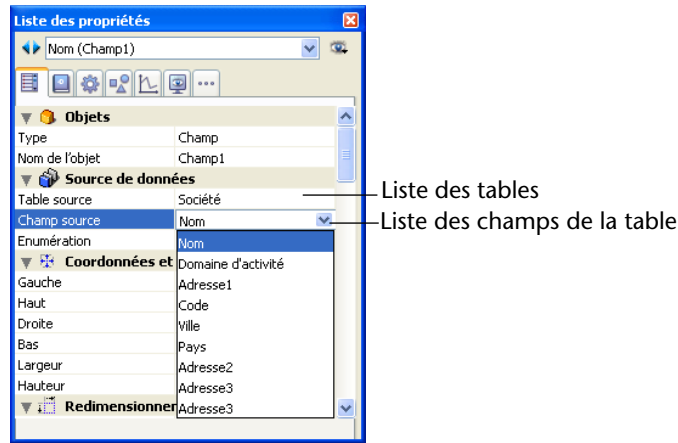 Liste des propriétés
Nom (Champ1)
Objets
Type Champ
Nom de l'objet Champ1
Source de données
Table source Société
Liste des tables
Champ source Nom
Liste des champs de la table
Enumération Nom
Coordonnées et Domaine d'activité
Gauche Adresse1
Haut Code
Droite Ville
Bas Pays
Largeur Adresse2
Hauteur Adresse3
Redimensionner Adresse3